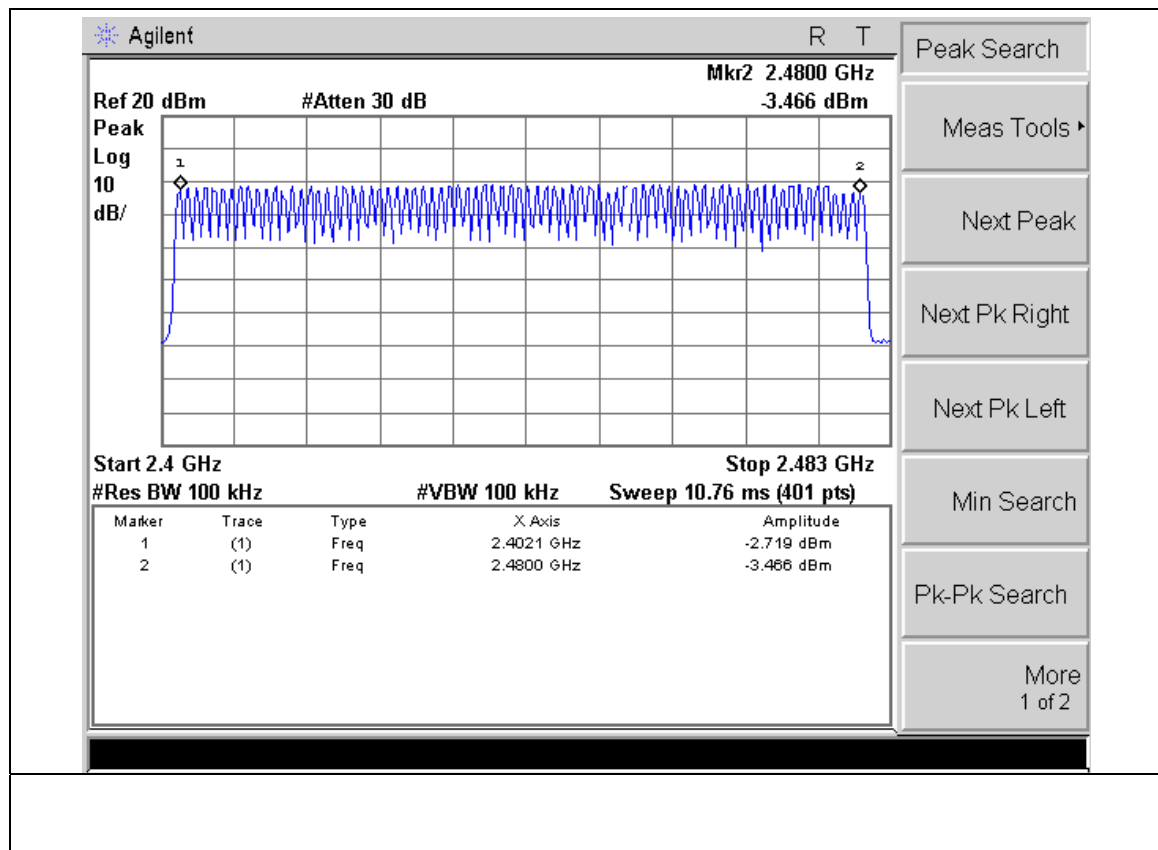 Agilent R T
Mkr2 2.4800 GHz
Ref 20 dBm #Atten 30 dB -3.466 dBm
Peak
Log
10
dB/
1
2
Start 2.4 GHz Stop 2.483 GHz
#Res BW 100 kHz #VBW 100 kHz Sweep 10.76 ms (401 pts)
Marker Trace Type X Axis Amplitude
1 (1) Freq 2.4021 GHz -2.719 dBm
2 (1) Freq 2.4800 GHz -3.466 dBm
Peak Search
Meas Tools
Next Peak
Next Pk Right
Next Pk Left
Min Search
Pk-Pk Search
More
1 of 2